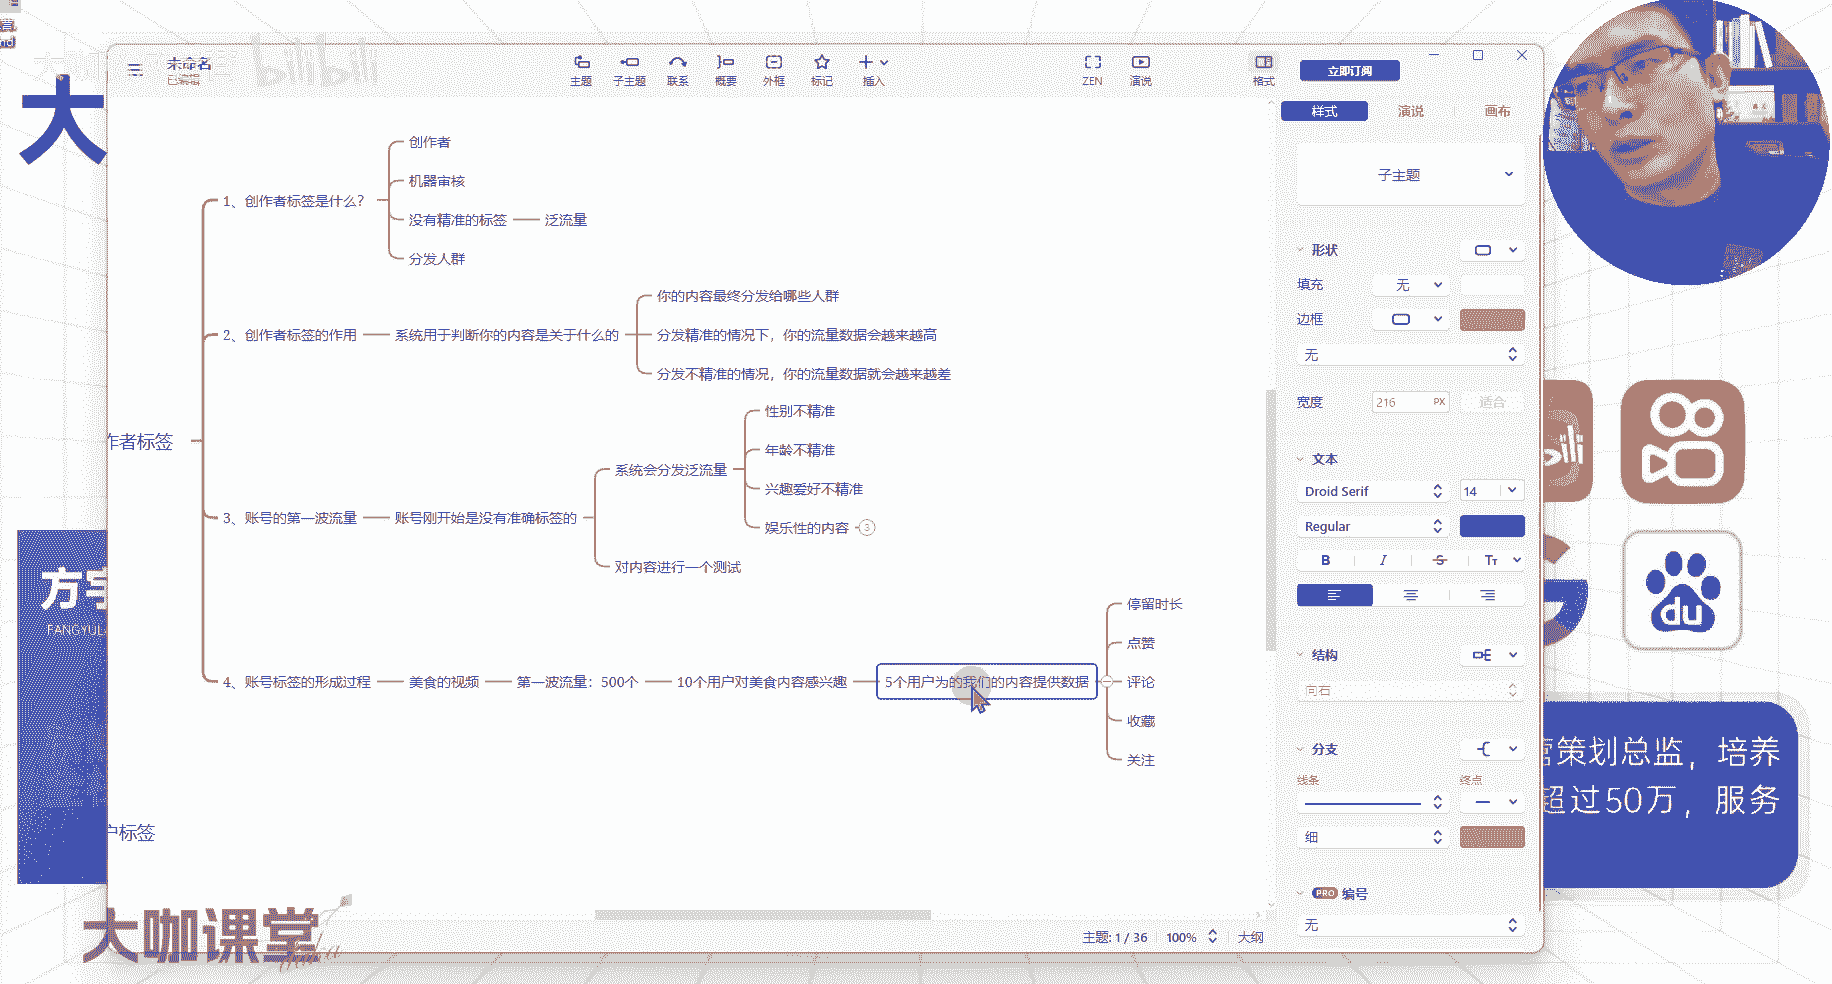 大
bilibili
未命名
已编辑
主题
子主题
联系
概要
外框
标记
插入
ZEN
演说
格式
立即订阅
样式
演说
画布
子主题
形状
填充
无
边框
无
宽度
216
PX
适合
文本
Droid Serif
14
Regular
B
I
S
Tт
结构
向右
分支
线条
终点
细
PRO
编号
无
作者标签
1、创作者标签是什么？
创作者
机器审核
没有精准的标签
泛流量
分发人群
2、创作者标签的作用
系统用于判断你的内容是关于什么的
你的内容最终分发给哪些人群
分发精准的情况下，你的流量数据会越来越高
分发不精准的情况，你的流量数据就会越来越差
3、账号的第一波流量
账号刚开始是没有准确标签的
系统会分发泛流量
性别不精准
年龄不精准
兴趣爱好不精准
娱乐性的内容
3
对内容进行一个测试
4、账号标签的形成过程
美食的视频
第一波流量：500个
10个用户对美食内容感兴趣
5个用户为的我们的内容提供数据
停留时长
点赞
评论
收藏
关注
户标签
主题: 1 / 36
100%
大纲
方宇
FANGYUL
大咖课堂
bili
du
营策划总监，培养
超过50万，服务